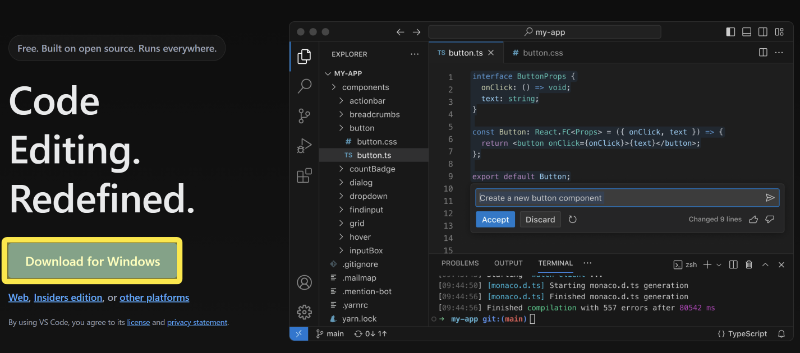 Free. Built on open source. Runs everywhere.
Code
Editing.
Redefined.
Download for Windows
Web, Insiders edition, or other platforms
By using VS Code, you agree to its license and privacy statement.
my-app
EXPLORER
MY-APP
components
actionbar
breadcrumbs
button
button.css
TS button.ts
countBadge
dialog
dropdown
findinput
grid
hover
inputBox
.gitignore
.mailmap
.mention-bot
.yarnrc
yarn.lock
TS button.ts
# button.css
1 interface ButtonProps {
2 onClick: () => void;
3 text: string;
4 }
5
6 const Button: React.FC<Props> = ({ onClick, text }) => {
7 return <button onClick={onClick}>{text}</button>;
8 };
9
10 export default Button;
Create a new button component
Accept Discard Changed 9 lines
PROBLEMS OUTPUT TERMINAL ... zsh
[09:44:50] [monaco.d.ts] Starting monaco.d.ts generation
[09:44:56] [monaco.d.ts] Finished monaco.d.ts generation
[09:44:56] Finished compilation with 557 errors after 80542 ms
my-app git:(main)
main 0↓ 1↑ {} TypeScript